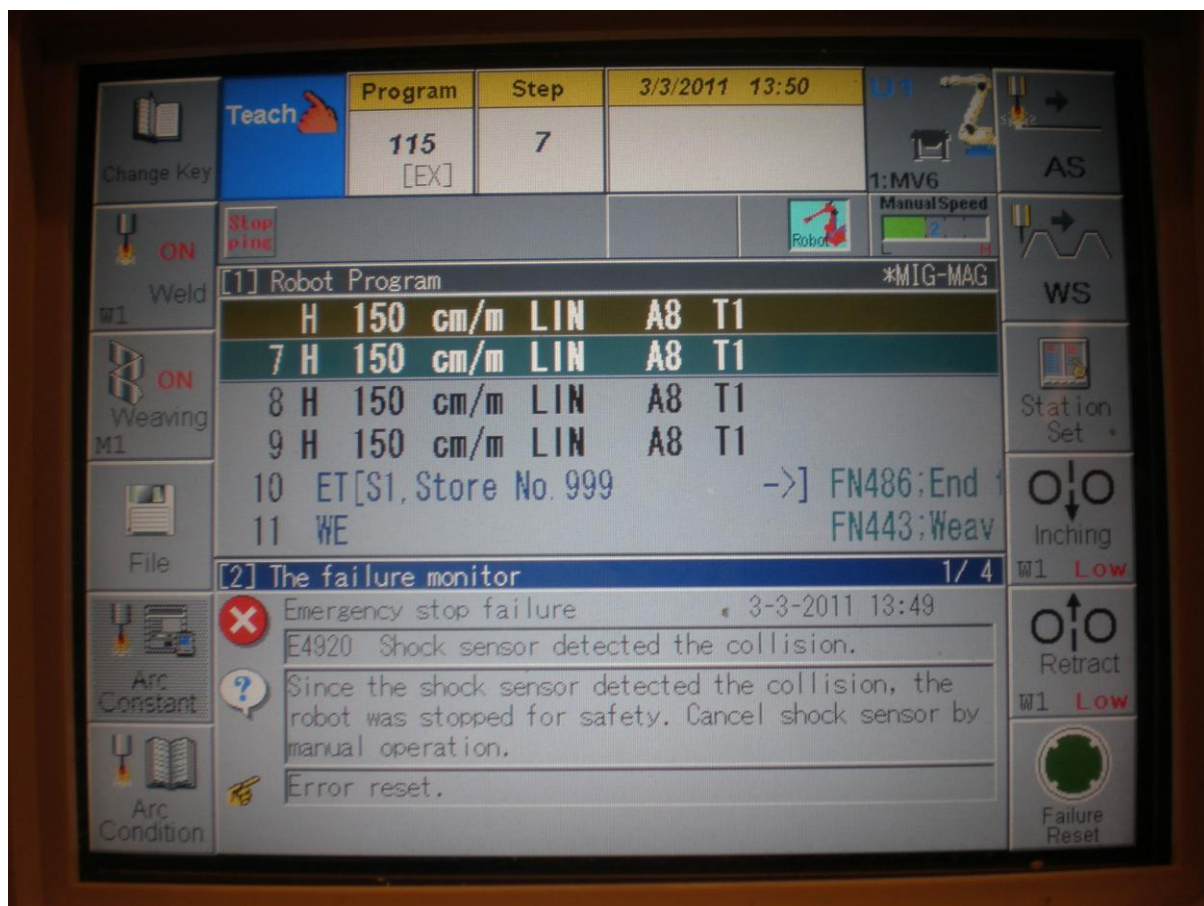 Change Key
Teach
Program
115
[EX]
Step
7
3/3/2011 13:50
U1
1:MV6
AS
ON
Weld
W1
Stop
ping
Robot
Manual Speed
2
L H
WS
[1] Robot Program *MIG-MAG
H 150 cm/m LIN A8 T1
7 H 150 cm/m LIN A8 T1
8 H 150 cm/m LIN A8 T1
9 H 150 cm/m LIN A8 T1
10 ET[S1,Store No.999 ->] FN486;End
11 WE FN443;Weav
ON
Weaving
M1
Station
Set
File
Inching
W1 Low
[2] The failure monitor 1/ 4
Emergency stop failure 3-3-2011 13:49
E4920 Shock sensor detected the collision.
Since the shock sensor detected the collision, the
robot was stopped for safety. Cancel shock sensor by
manual operation.
Error reset.
Arc
Constant
Retract
W1 Low
Arc
Condition
Failure
Reset